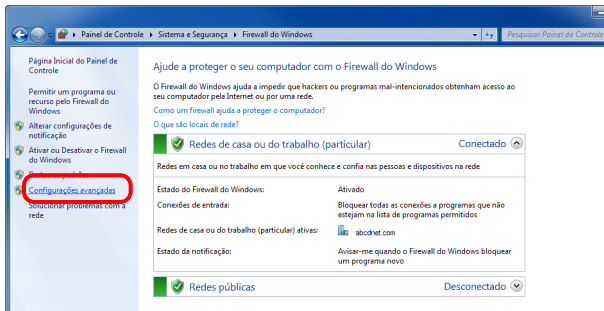 Painel de Controle ▸ Sistema e Segurança ▸ Firewall do Windows
Pesquisar Painel de Controle
Página Inicial do Painel de
Controle
Permitir um programa ou
recurso pelo Firewall do
Windows
Alterar configurações de
notificação
Ativar ou Desativar o Firewall
do Windows
Configurações avançadas
Solucionar problemas com a
rede
Ajude a proteger o seu computador com o Firewall do Windows
O Firewall do Windows ajuda a impedir que hackers ou programas mal-intencionados obtenham acesso ao
seu computador pela Internet ou por uma rede.
Como um firewall ajuda a proteger o computador?
O que são locais de rede?
Redes de casa ou do trabalho (particular) Conectado
Redes em casa ou no trabalho em que você conhece e confia nas pessoas e dispositivos na rede
Estado do Firewall do Windows: Ativado
Conexões de entrada: Bloquear todas as conexões a programas que não
estejam na lista de programas permitidos
Redes de casa ou do trabalho (particular) ativas: abcdnet.com
Estado da notificação: Avisar-me quando o Firewall do Windows bloquear
um programa novo
Redes públicas Desconectado